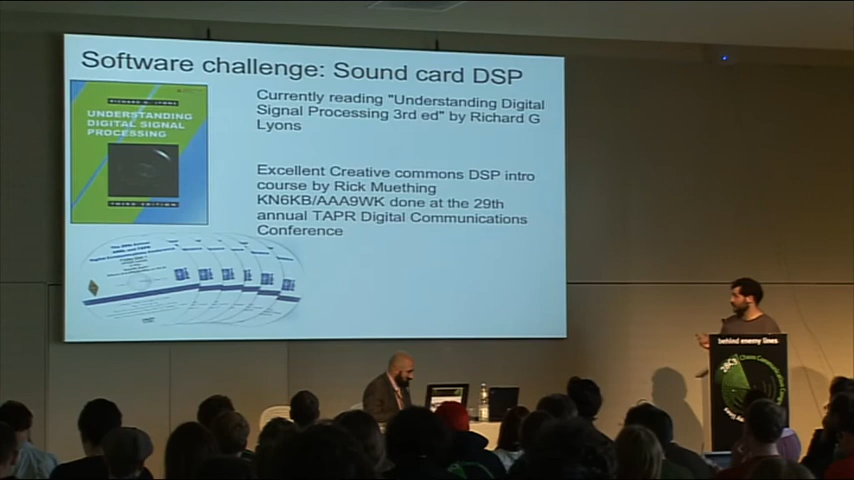 Software challenge: Sound card DSP
UNDERSTANDING
DIGITAL SIGNAL
PROCESSING
THIRD EDITION
Currently reading "Understanding Digital
Signal Processing 3rd ed" by Richard G
Lyons
Excellent Creative commons DSP intro
course by Rick Muething
KN6KB/AAA9WK done at the 29th
annual TAPR Digital Communications
Conference
behind enemy lines